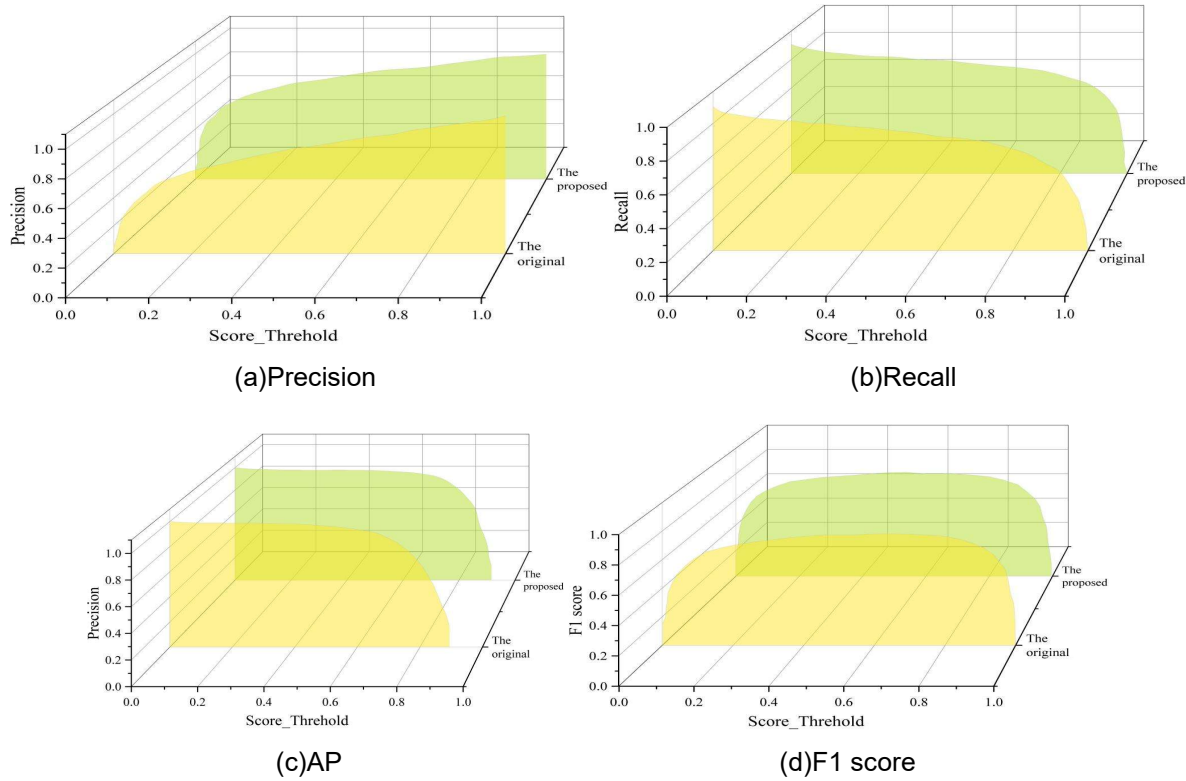 1.0
0.8
0.6
0.4
0.2
0.0
Precision
0.0 0.2 0.4 0.6 0.8 1.0
Score_Threhold
The
proposed
The
original
(a)Precision
1.0
0.8
0.6
0.4
0.2
0.0
Recall
0.0 0.2 0.4 0.6 0.8 1.0
Score_Threhold
The
proposed
The
original
(b)Recall
1.0
0.8
0.6
0.4
0.2
0.0
Precision
0.0 0.2 0.4 0.6 0.8 1.0
Score_Threhold
The
proposed
The
original
(c)AP
1.0
0.8
0.6
0.4
0.2
0.0
F1 score
0.0 0.2 0.4 0.6 0.8 1.0
Score_Threhold
The
proposed
The
original
(d)F1 score